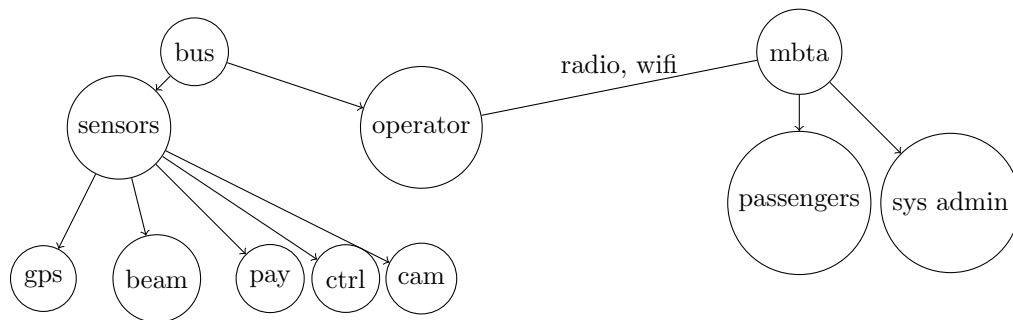 bus
mbta
radio, wifi
sensors
operator
passengers
sys admin
gps
beam
pay
ctrl
cam